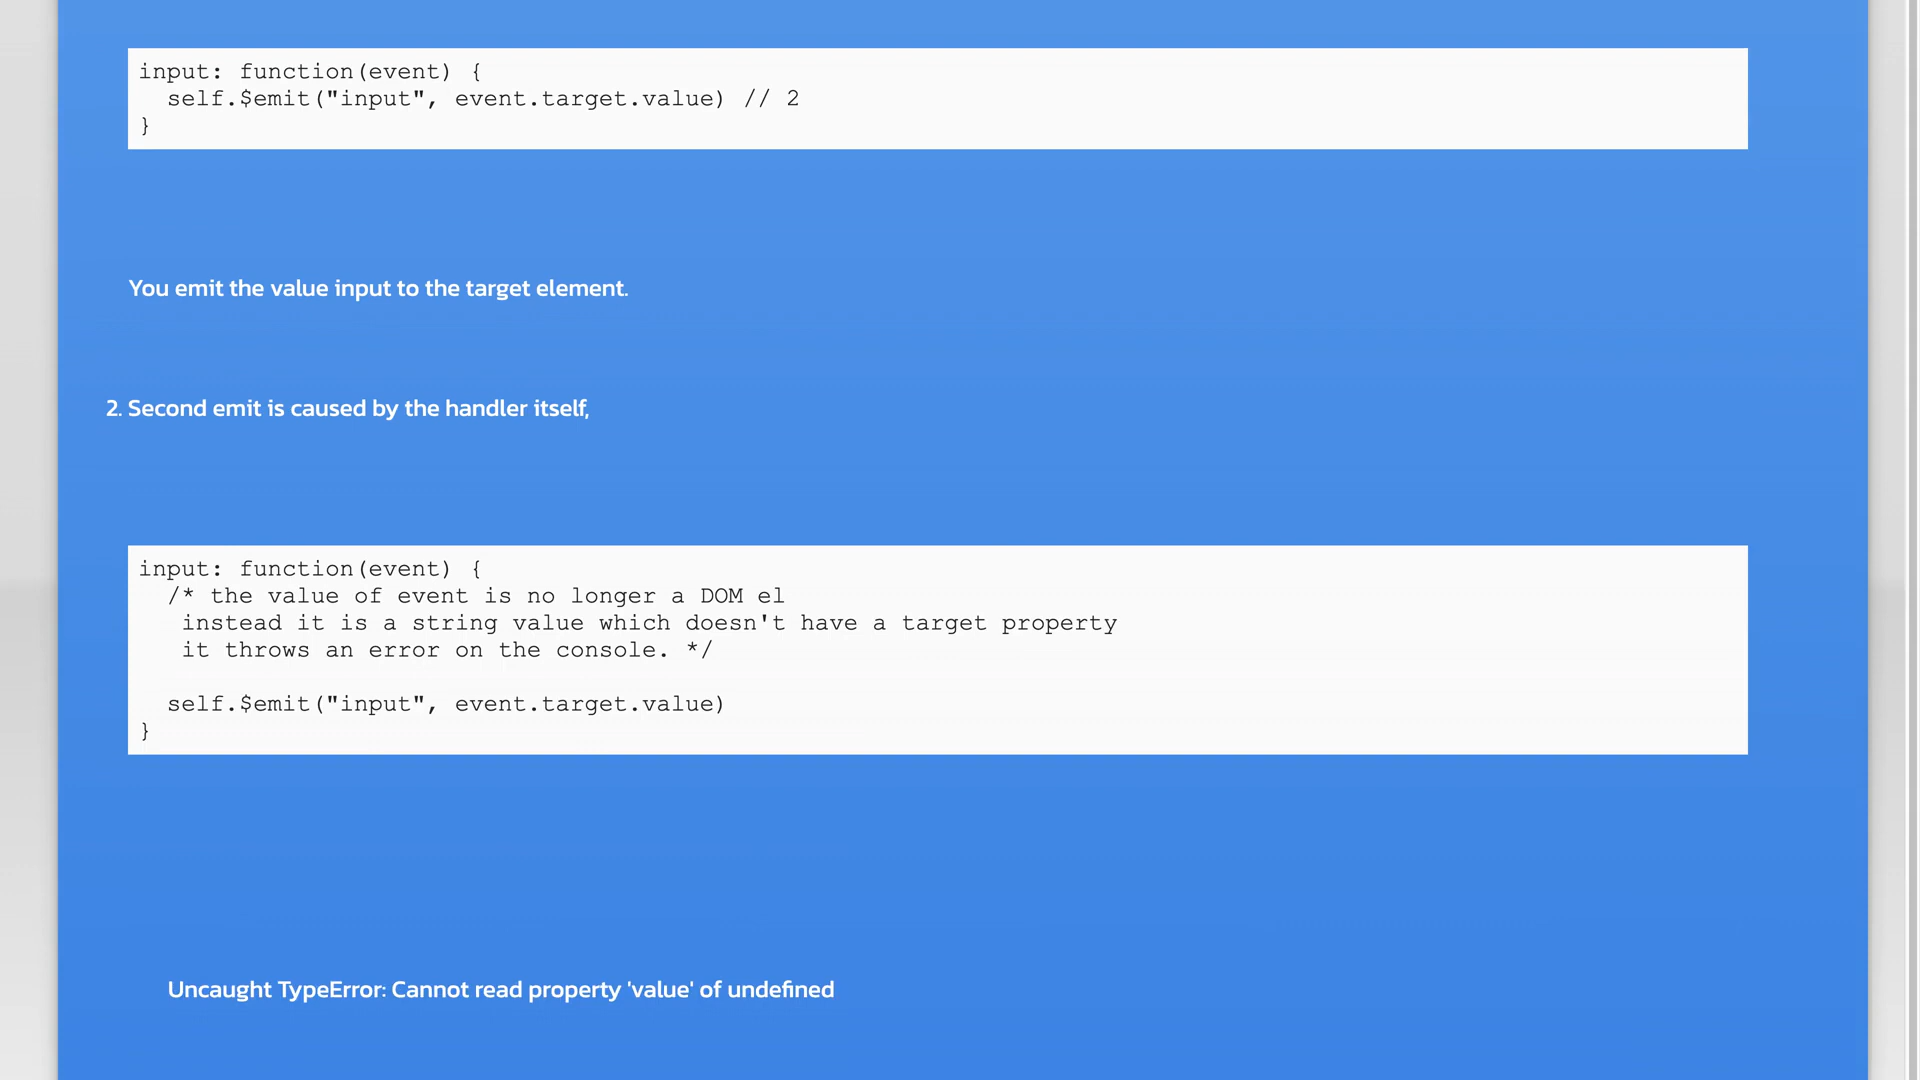 input: function(event) {
  self.$emit("input", event.target.value) // 2
}
You emit the value input to the target element.
2. Second emit is caused by the handler itself,
input: function(event) {
  /* the value of event is no longer a DOM el
   instead it is a string value which doesn't have a target property
   it throws an error on the console. */
  self.$emit("input", event.target.value)
}
Uncaught TypeError: Cannot read property 'value' of undefined